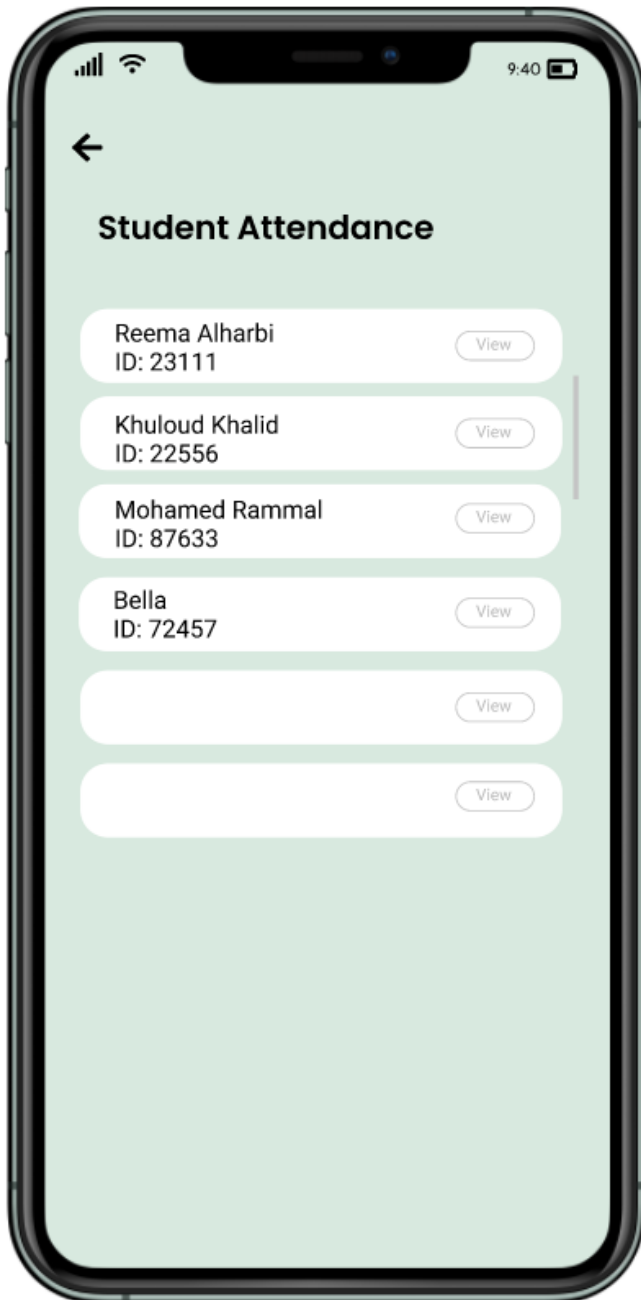 9:40
Student Attendance
Reema Alharbi
ID: 23111
View
Khuloud Khalid
ID: 22556
View
Mohamed Rammal
ID: 87633
View
Bella
ID: 72457
View
View
View